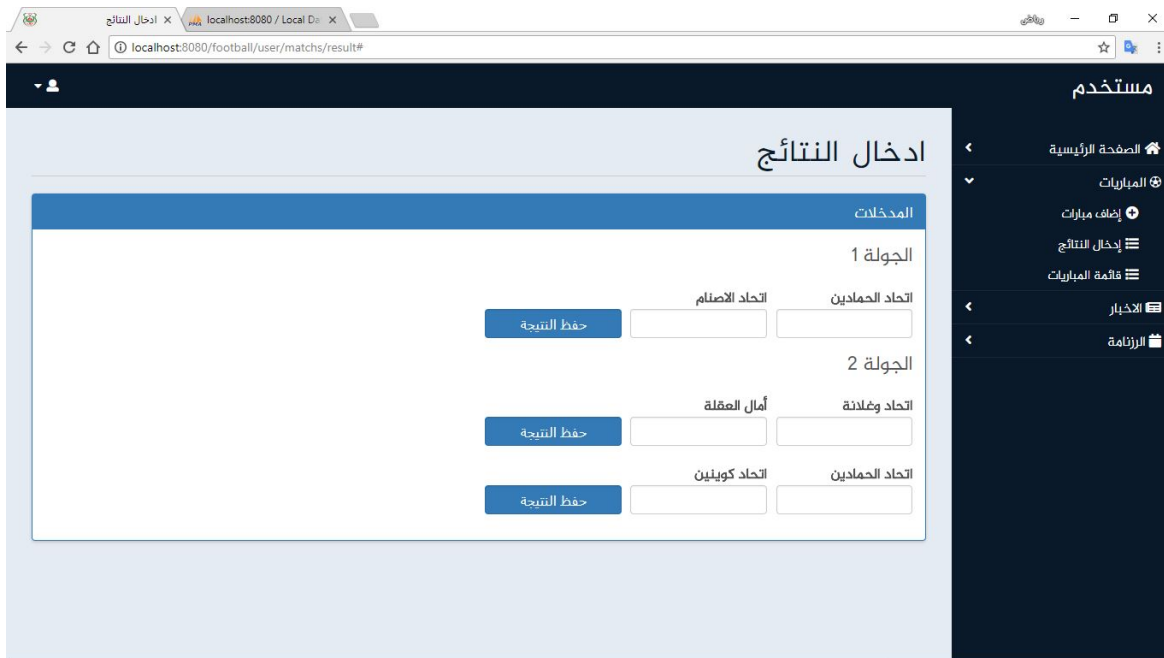 ادخال النتائج
localhost:8080 / Local Da
localhost:8080/football/user/matchs/result#
مستخدم
الصفحة الرئيسية
المباريات
إضاف مبارات
إدخال النتائج
قائمة المباريات
الاخبار
الرزنامة
ادخال النتائج
المدخلات
الجولة 1
اتحاد الحمادين
اتحاد الاصنام
حفظ النتيجة
الجولة 2
اتحاد وغلانة
أمال العقلة
حفظ النتيجة
اتحاد الحمادين
اتحاد كوينين
حفظ النتيجة